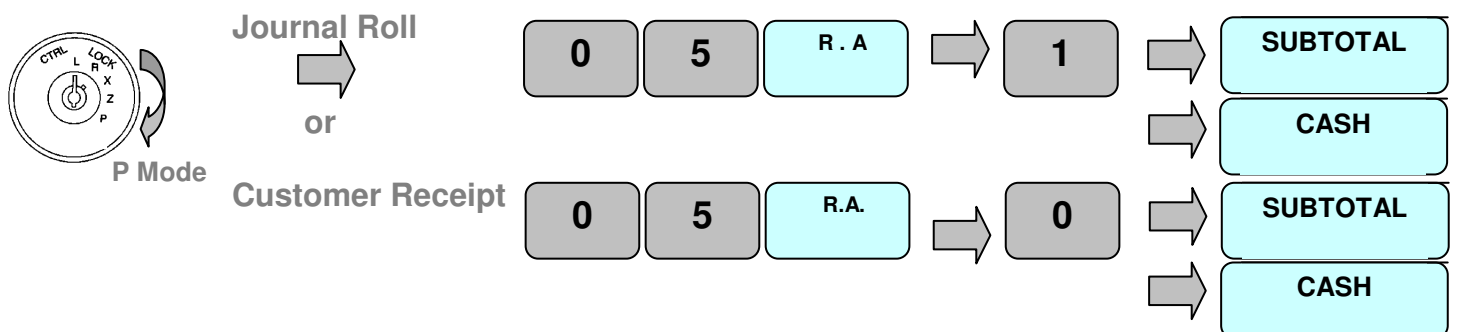 Journal Roll
CTRL LOCK
L R X Z P
0 5 R . A 1 SUBTOTAL
or
CASH
P Mode
Customer Receipt
0 5 R.A. 0 SUBTOTAL
CASH